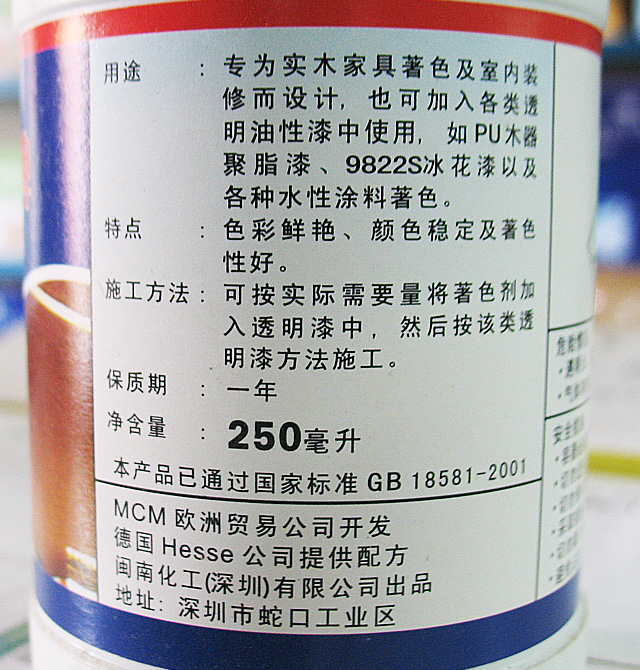 用途 : 专为实木家具著色及室内装
修而设计, 也可加入各类透
明油性漆中使用, 如PU木器
聚脂漆、9822S冰花漆以及
各种水性涂料著色。
特点 : 色彩鲜艳、颜色稳定及著色
性好。
施工方法 : 可按实际需要量将著色剂加
入透明漆中, 然后按该类透
明漆方法施工。
保质期 : 一年
净含量 : 250毫升
本产品已通过国家标准 GB 18581-2001
MCM 欧洲贸易公司开发
德国 Hesse 公司提供配方
闽南化工(深圳)有限公司出品
地址: 深圳市蛇口工业区